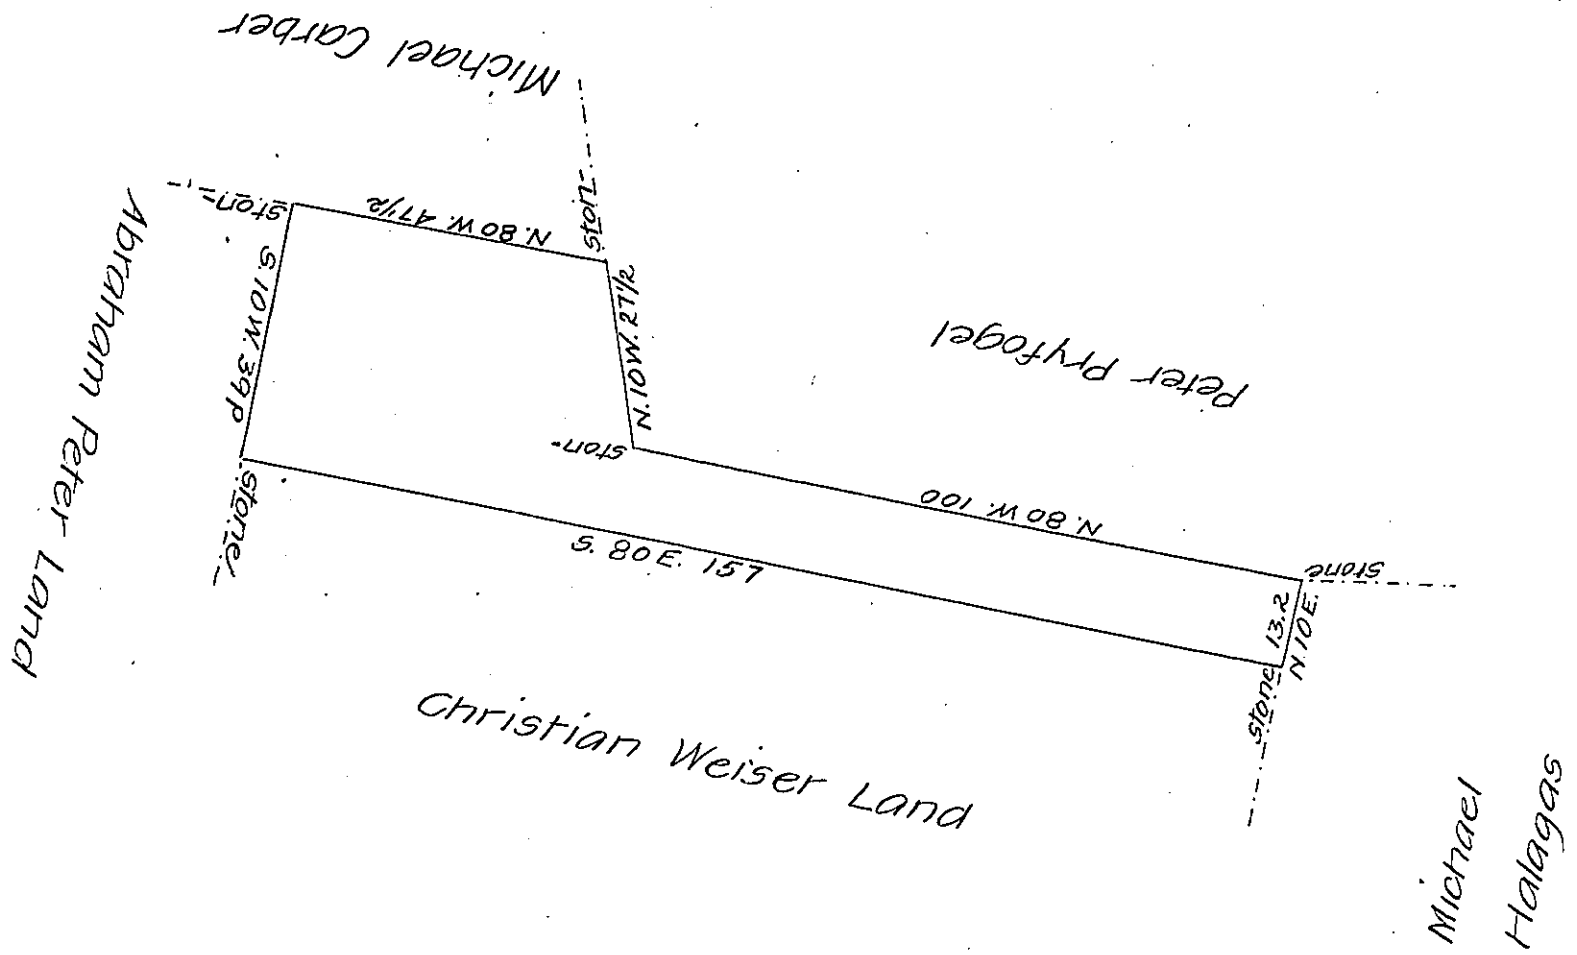 Michael Carber
ston-
N. 80 W. 47 1/2
ston-
S. 10 W. 39 P
N. 10 W. 27 1/2
Abraham Peter Land
Peter Pryfogel
ston-
stone
N. 80 W. 100
stone
S. 80 E. 157
13.2
N. 10 E.
stone
Christian Weiser Land
Michael
Halagas